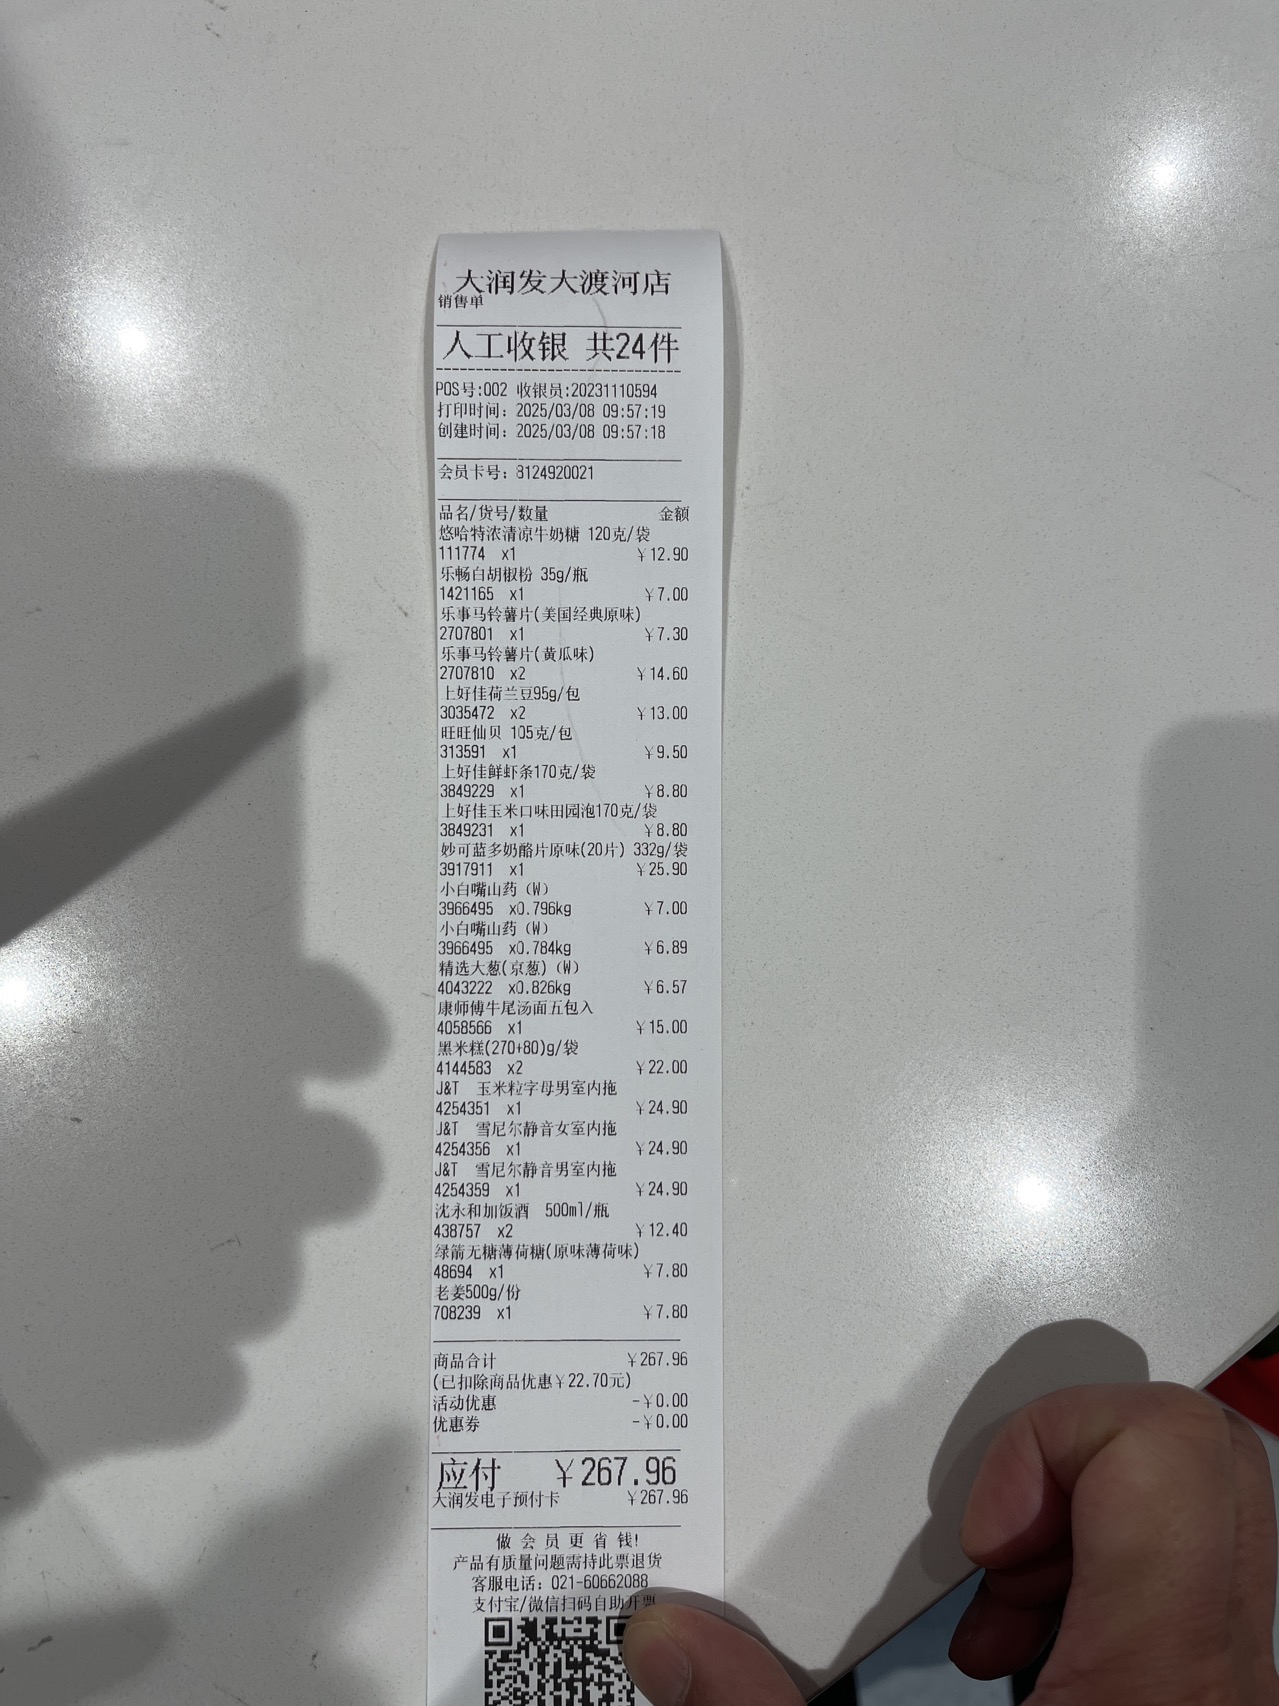 大润发大渡河店
销售单
人工收银 共24件
POS号:002 收银员:20231110594
打印时间: 2025/03/08 09:57:19
创建时间: 2025/03/08 09:57:18
会员卡号: 8124920021
品名/货号/数量 金额
悠哈特浓清凉牛奶糖 120克/袋
111774 x1 ￥12.90
乐畅白胡椒粉 35g/瓶
1421165 x1 ￥7.00
乐事马铃薯片(美国经典原味)
2707801 x1 ￥7.30
乐事马铃薯片(黄瓜味)
2707810 x2 ￥14.60
上好佳荷兰豆95g/包
3035472 x2 ￥13.00
旺旺仙贝 105克/包
313591 x1 ￥9.50
上好佳鲜虾条170克/袋
3849229 x1 ￥8.80
上好佳玉米口味田园泡170克/袋
3849231 x1 ￥8.80
妙可蓝多奶酪片原味(20片) 332g/袋
3917911 x1 ￥25.90
小白嘴山药（W）
3966495 x0.796kg ￥7.00
小白嘴山药（W）
3966495 x0.784kg ￥6.89
精选大葱(京葱)（W）
4043222 x0.826kg ￥6.57
康师傅牛尾汤面五包入
4058566 x1 ￥15.00
黑米糕(270+80)g/袋
4144583 x2 ￥22.00
J&T 玉米粒字母男室内拖
4254351 x1 ￥24.90
J&T 雪尼尔静音女室内拖
4254356 x1 ￥24.90
J&T 雪尼尔静音男室内拖
4254359 x1 ￥24.90
沈永和加饭酒 500ml/瓶
438757 x2 ￥12.40
绿箭无糖薄荷糖(原味薄荷味)
48694 x1 ￥7.80
老姜500g/份
708239 x1 ￥7.80
商品合计 ￥267.96
(已扣除商品优惠￥22.70元)
活动优惠 -￥0.00
优惠券 -￥0.00
应付 ￥267.96
大润发电子预付卡 ￥267.96
做 会 员 更 省 钱!
产品有质量问题需持此票退货
客服电话: 021-60662088
支付宝/微信扫码自助开票